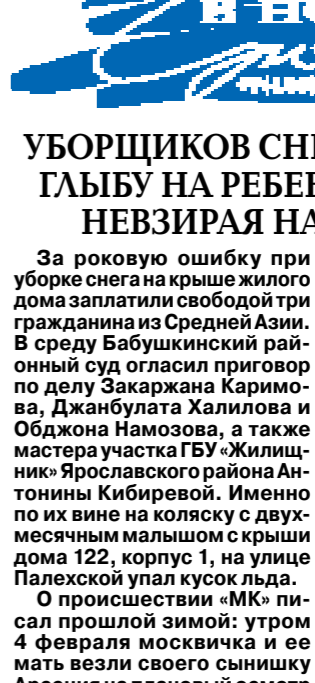 УБОРЩИКОВ
ГЛЫБУ НА
НЕВЗИРАЯ НА
За роковую ошибку при
уборке снега на крыше жилого
дома заплатили свободой три
гражданина из Средней Азии.
В среду Бабушкинский рай-
онный суд огласил приговор
по делу Закаржана Каримо-
ва, Джанбулата Халилова и
Обджона Намозова, а также
мастера участка ГБУ «Жилищ-
ник» Ярославского района Ан-
тонины Кибиревой. Именно
по их вине на коляску с двух-
месячным малышом с крыши
дома 122, корпус 1, на улице
Палехской упал кусок льда.
О происшествии «МК» пи-
сал прошлой зимой: утром
4 февраля москвичка и ее
мать везли своего сынишку